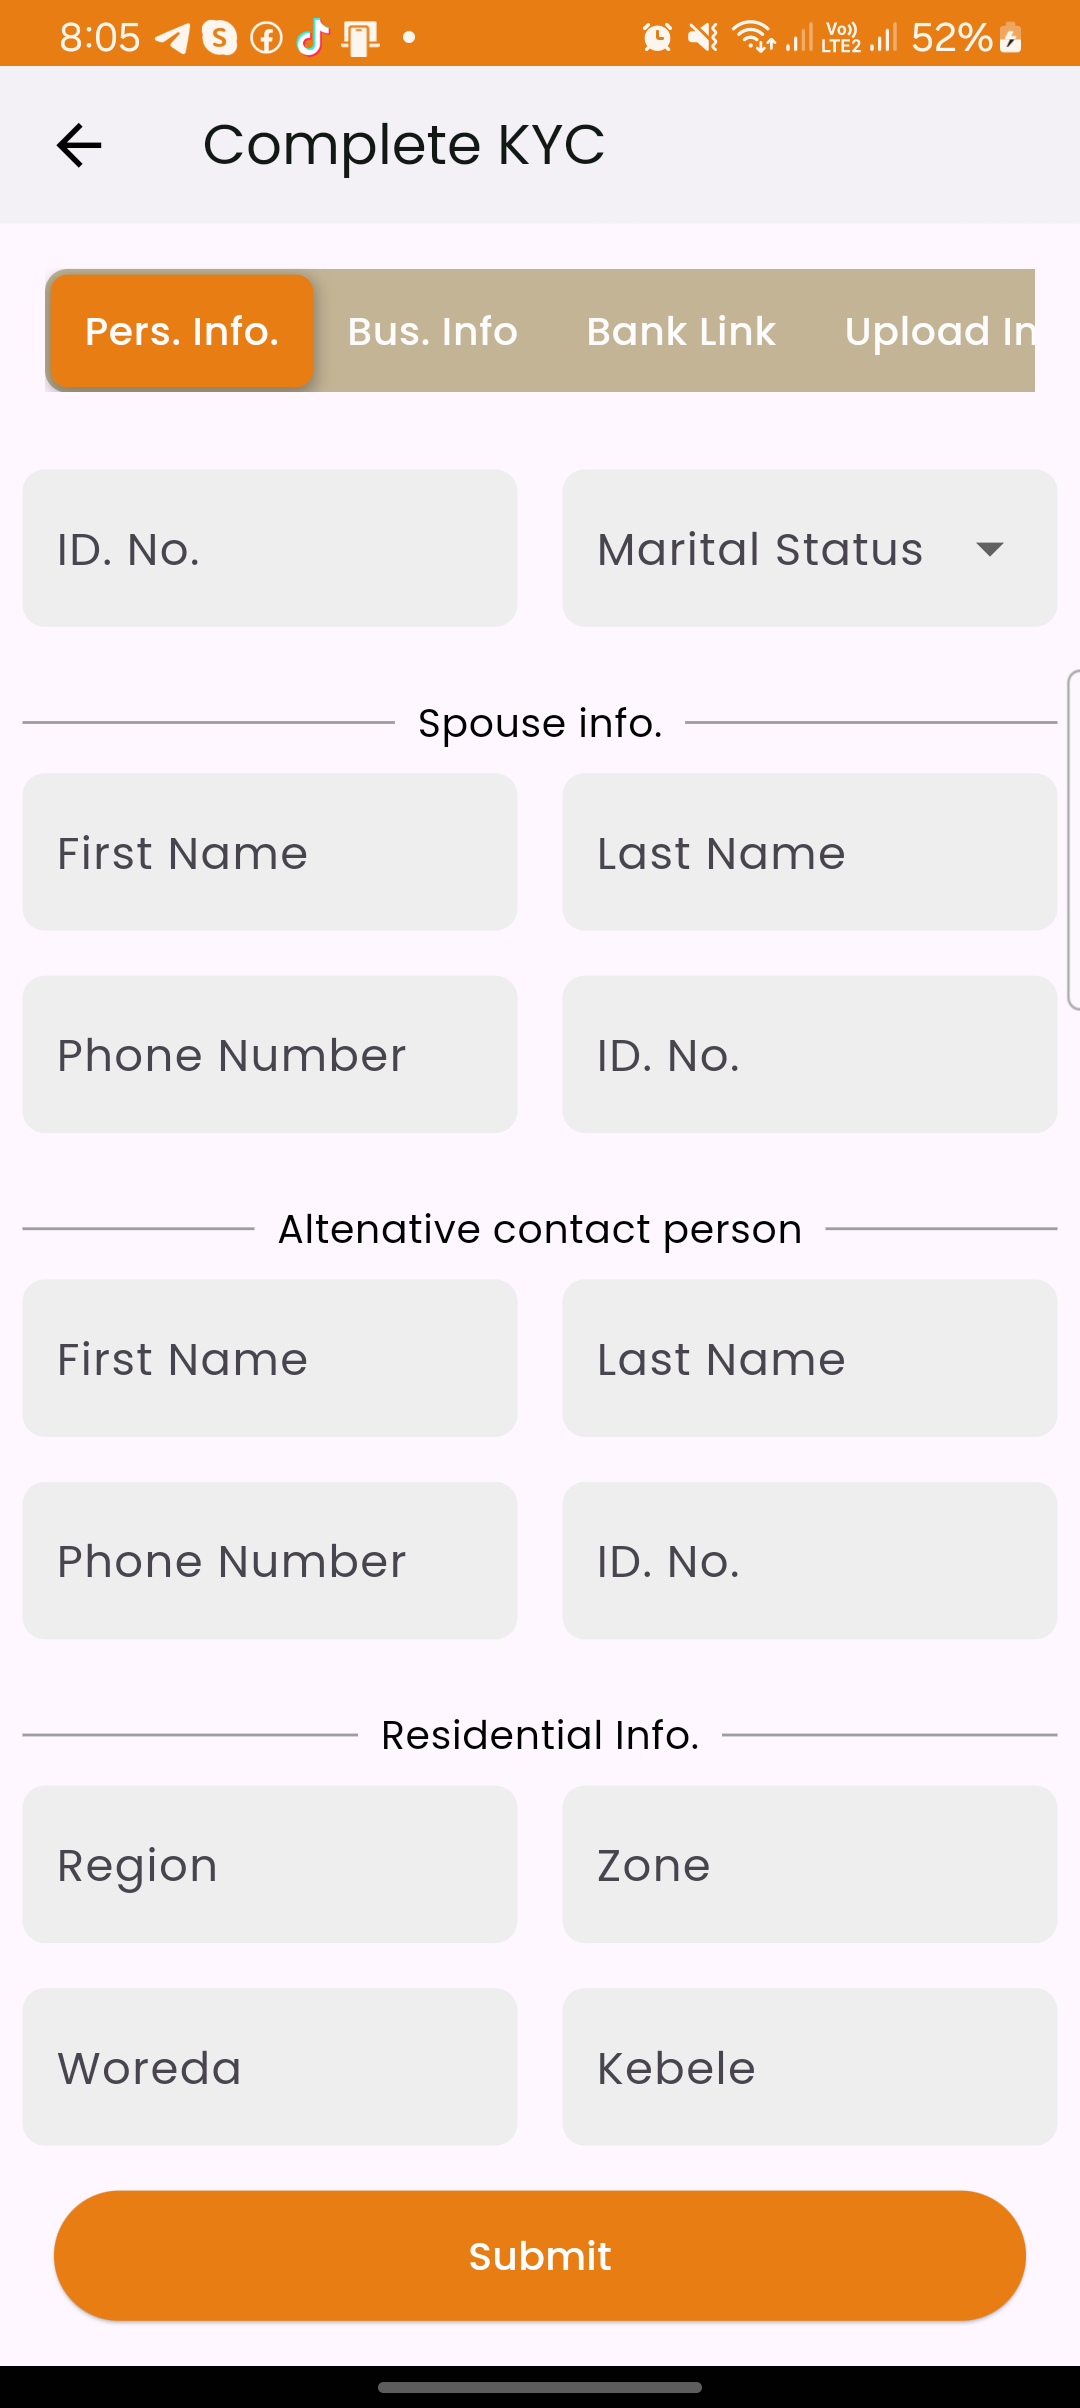 8:05 Vo)) LTE2 52%
Complete KYC
Pers. Info. Bus. Info Bank Link Upload In
ID. No. Marital Status
Spouse info.
First Name Last Name
Phone Number ID. No.
Altenative contact person
First Name Last Name
Phone Number ID. No.
Residential Info.
Region Zone
Woreda Kebele
Submit